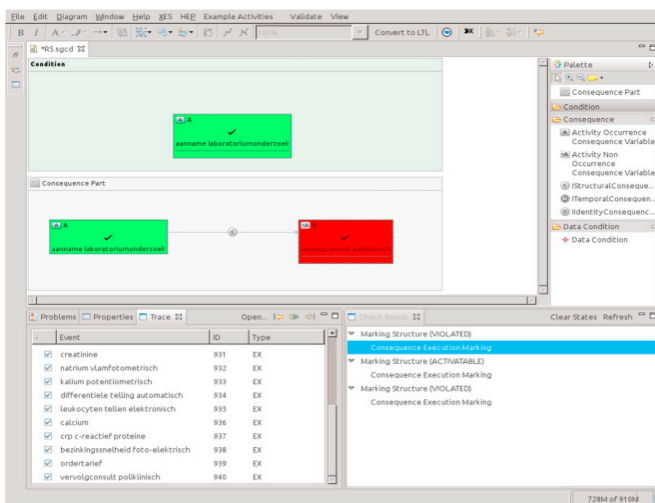 File Edit Diagram Window Help XES HEP Example Activities Validate View
B I A 100% Convert to LTL
*R5.sgcd
Condition
A A
aanname laboratoriumonderzoek
Consequence Part
A A
aanname laboratoriumonderzoek
vervolgconsult poliklinisch
Palette
Consequence Part
Condition
Consequence
Activity Occurrence
Consequence Variable
Activity Non
Occurrence
Consequence Variable
IStructuralConseque...
ITemporalConsequen...
IIdentityConsequenc...
Data Condition
Data Condition
Problems Properties Trace Open...
- Event ID Type
creatinine 931 EX
natrium vlamfotometrisch 932 EX
kalium potentiometrisch 933 EX
differentiele telling automatisch 934 EX
leukocyten tellen elektronisch 935 EX
calcium 936 EX
crp c-reactief proteine 937 EX
bezinkingssnelheid foto-elektrisch 938 EX
ordertarief 939 EX
vervolgconsult poliklinisch 940 EX
Check Result Clear States Refresh
Marking Structure (VIOLATED)
Consequence Execution Marking
Marking Structure (ACTIVATABLE)
Consequence Execution Marking
Marking Structure (VIOLATED)
Consequence Execution Marking
728M of 910M